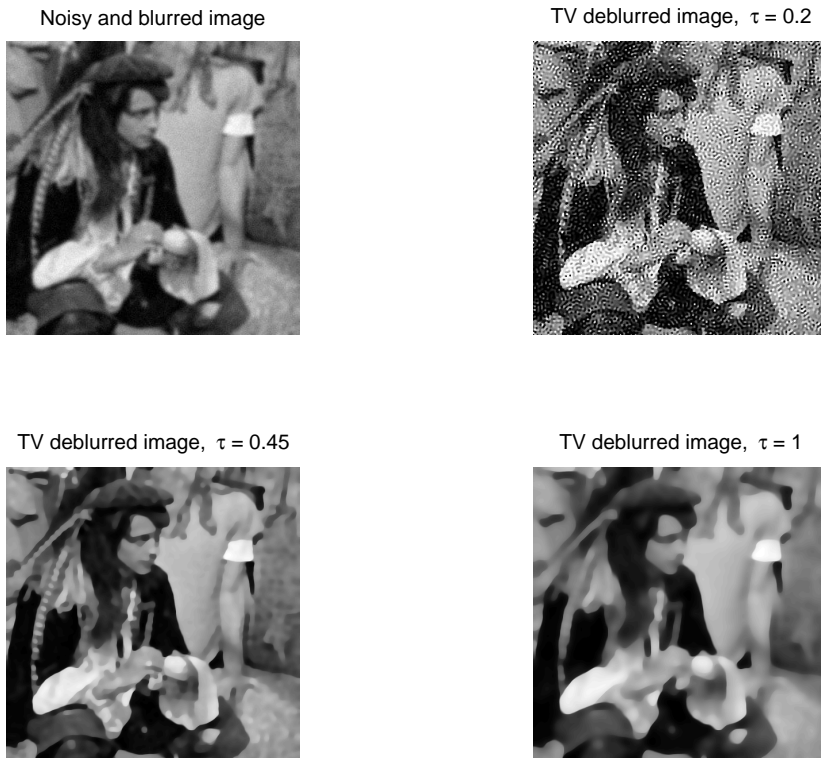 Noisy and blurred image
TV deblurred image, τ = 0.2
TV deblurred image, τ = 0.45
TV deblurred image, τ = 1